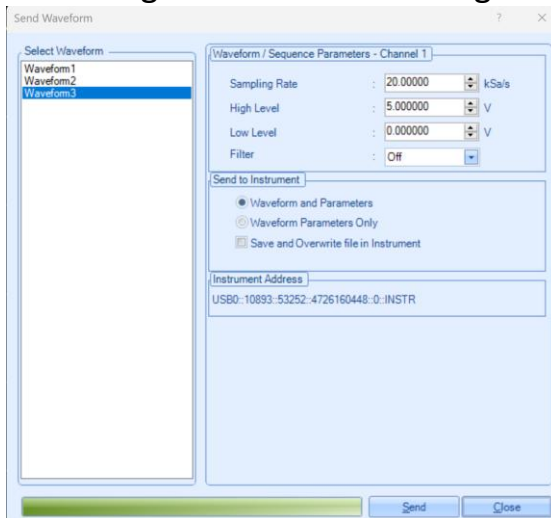 Send Waveform ? ×
Select Waveform
Waveform1
Waveform2
Waveform3
Waveform / Sequence Parameters - Channel 1
Sampling Rate : 20.00000 kSa/s
High Level : 5.000000 V
Low Level : 0.000000 V
Filter : Off
Send to Instrument
Waveform and Parameters
Waveform Parameters Only
Save and Overwrite file in Instrument
Instrument Address
USB0::10893::53252::4726160448::0::INSTR
Send Close